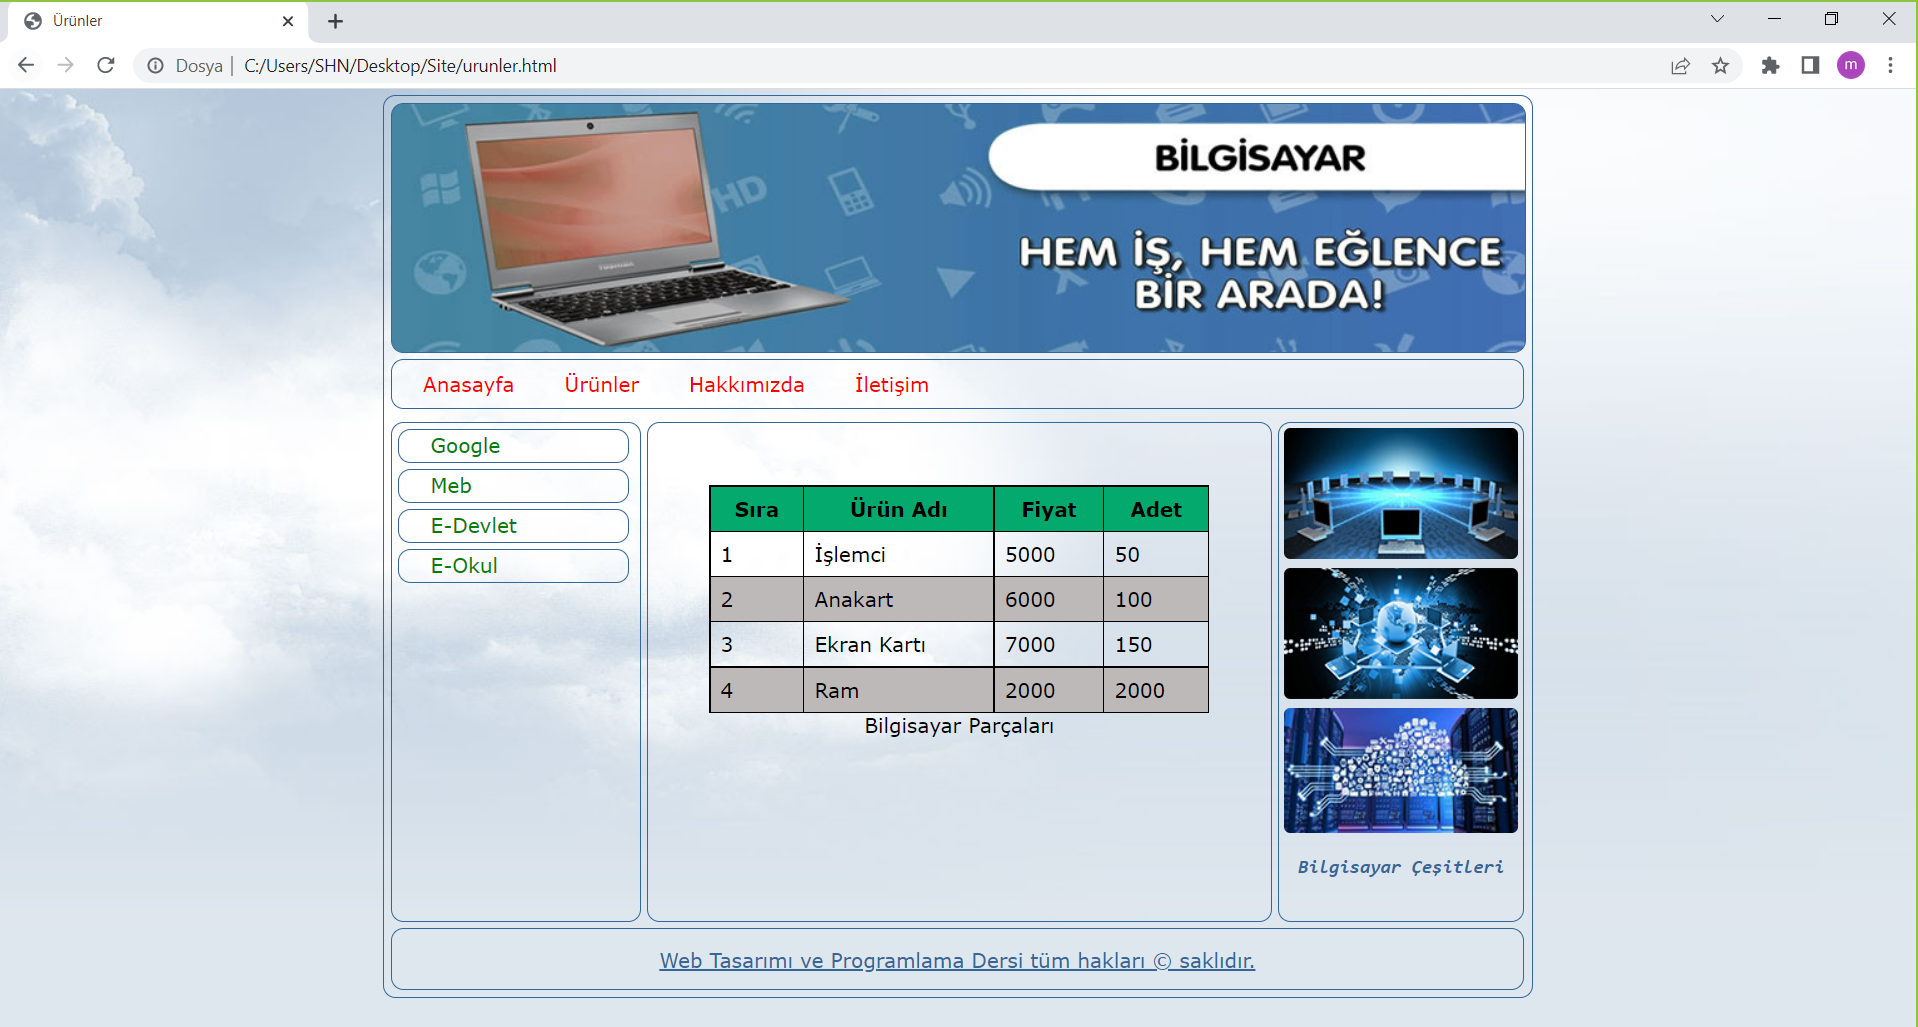 Ürünler
Dosya | C:/Users/SHN/Desktop/Site/urunler.html
m
HD
TOSHIBA
BİLGİSAYAR
HEM İŞ, HEM EĞLENCE
BİR ARADA!
Anasayfa Ürünler Hakkımızda İletişim
Google
Meb
E-Devlet
E-Okul
Sıra Ürün Adı Fiyat Adet
1 İşlemci 5000 50
2 Anakart 6000 100
3 Ekran Kartı 7000 150
4 Ram 2000 2000
Bilgisayar Parçaları
Bilgisayar Çeşitleri
Web Tasarımı ve Programlama Dersi tüm hakları © saklıdır.